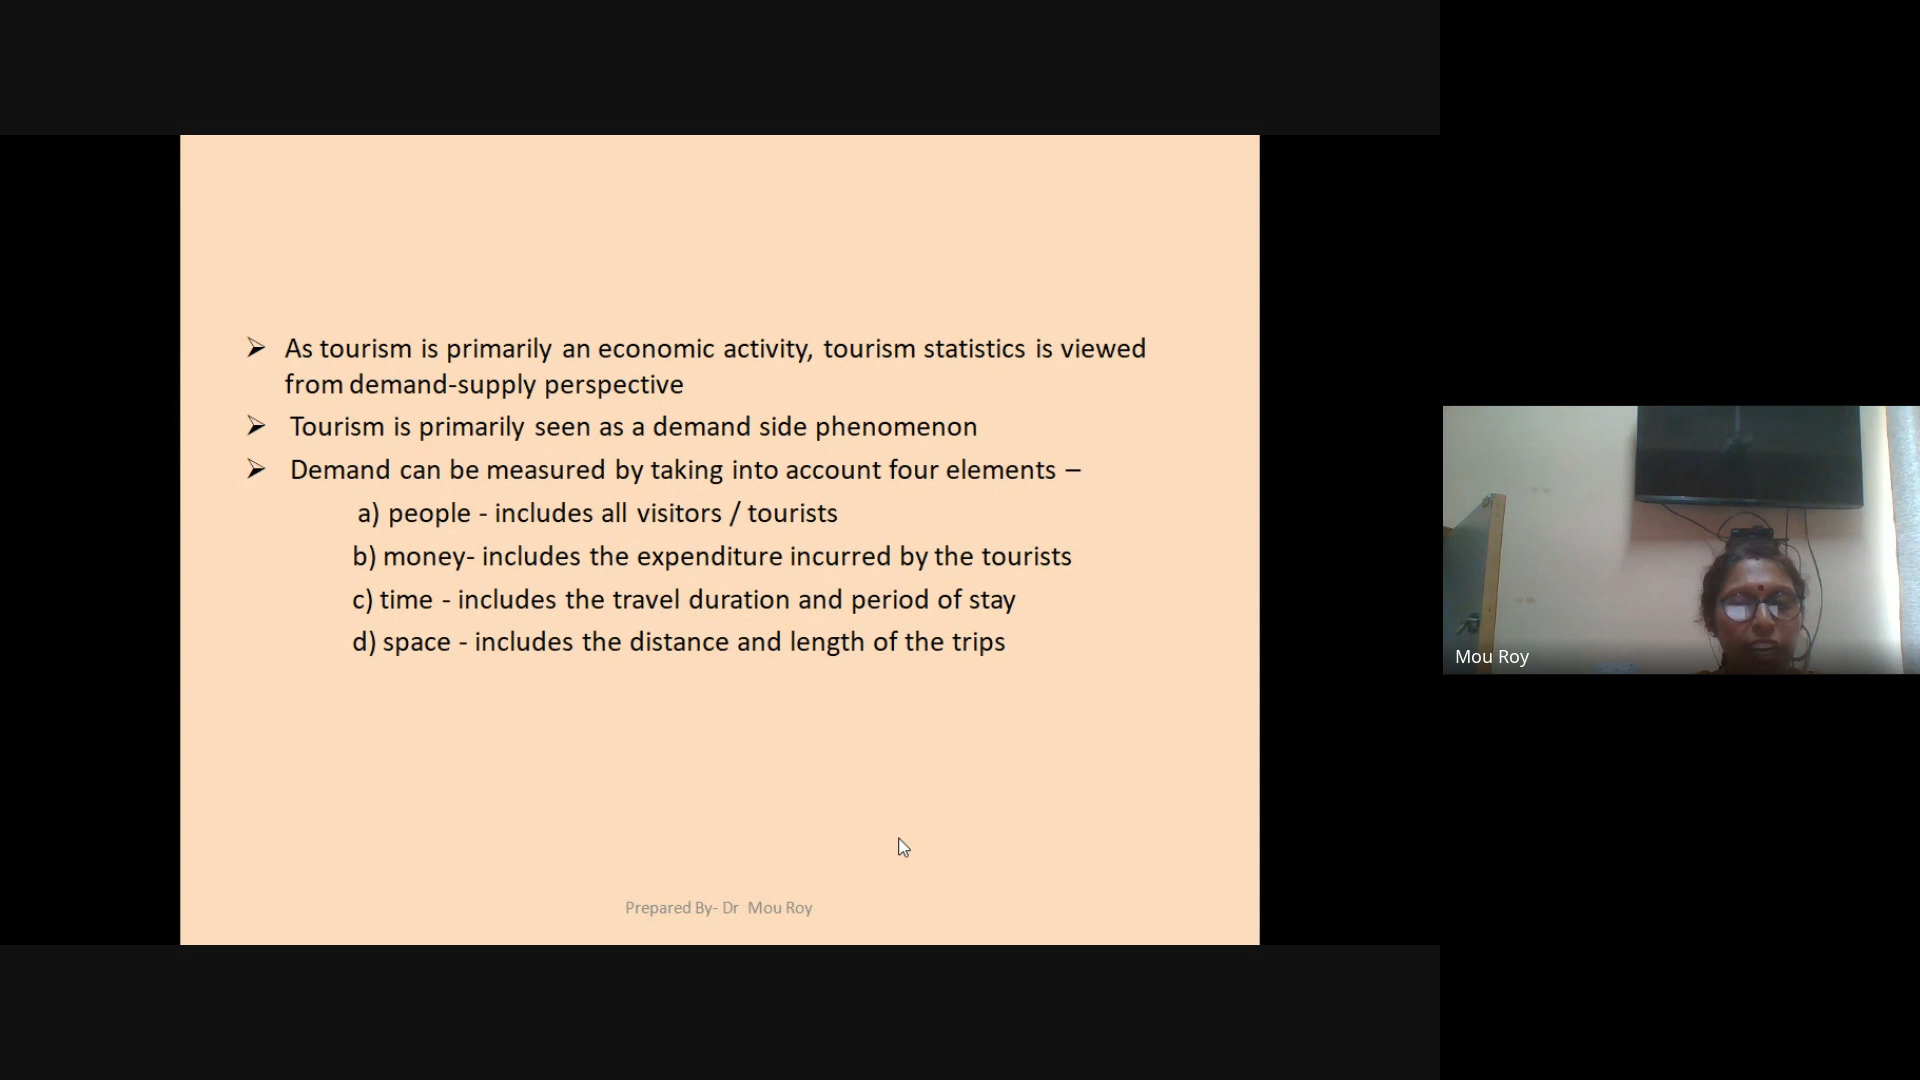 As tourism is primarily an economic activity, tourism statistics is viewed
from demand-supply perspective
Tourism is primarily seen as a demand side phenomenon
Demand can be measured by taking into account four elements –
a) people - includes all visitors / tourists
b) money- includes the expenditure incurred by the tourists
c) time - includes the travel duration and period of stay
d) space - includes the distance and length of the trips
Prepared By- Dr Mou Roy
Mou Roy